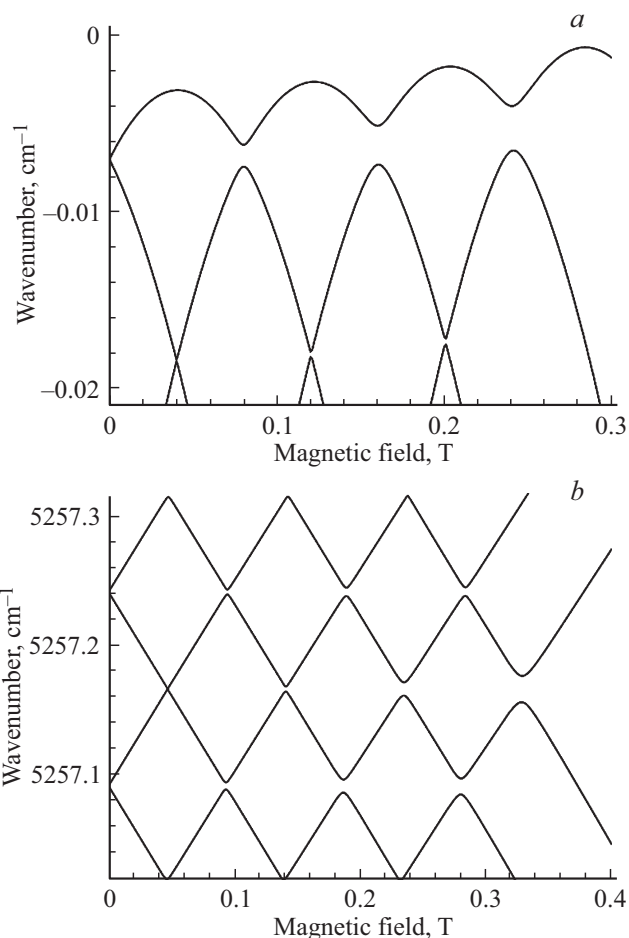 a
0
Wavenumber, cm–1
–0.01
–0.02
0
0.1
0.2
0.3
Magnetic field, T
b
5257.3
Wavenumber, cm–1
5257.2
5257.1
0
0.1
0.2
0.3
0.4
Magnetic field, T